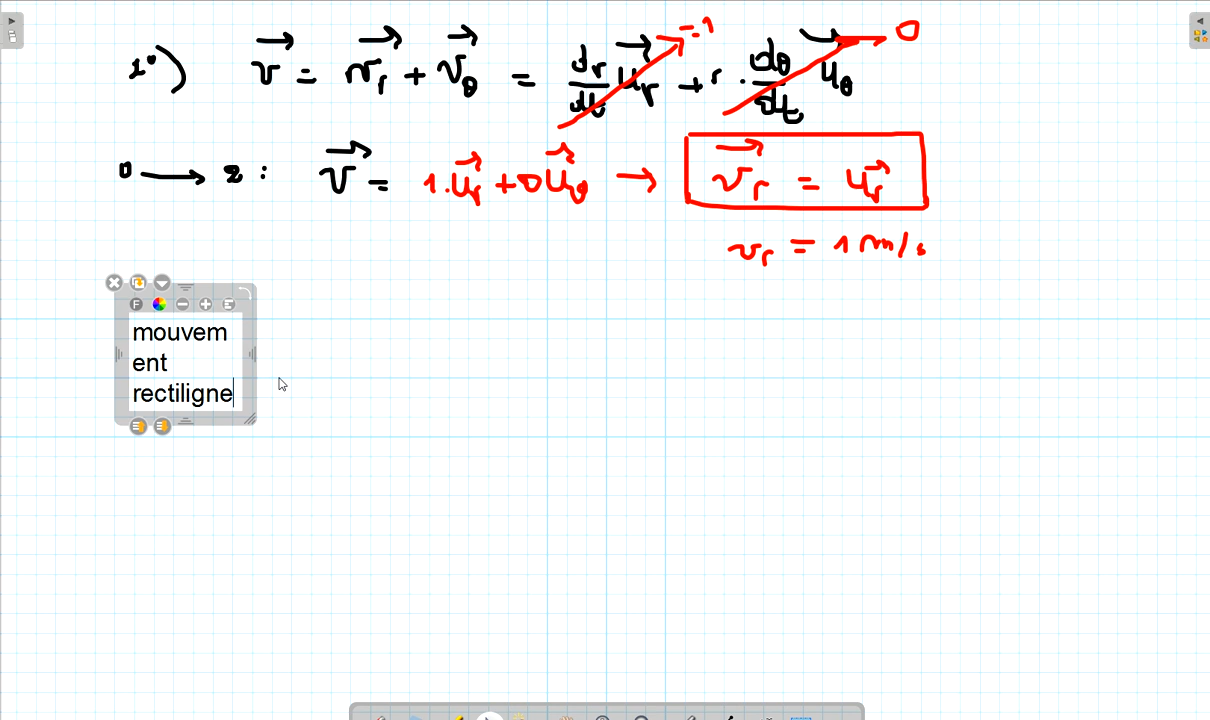 1°) v⃗ = v⃗r + v⃗θ = dr/dt u⃗r + r · dθ/dt u⃗θ =1 0
0 → 2 : v⃗ = 1·u⃗r + 0u⃗θ → v⃗r = u⃗r
vr = 1 m/s
F
mouvem
ent
rectiligne